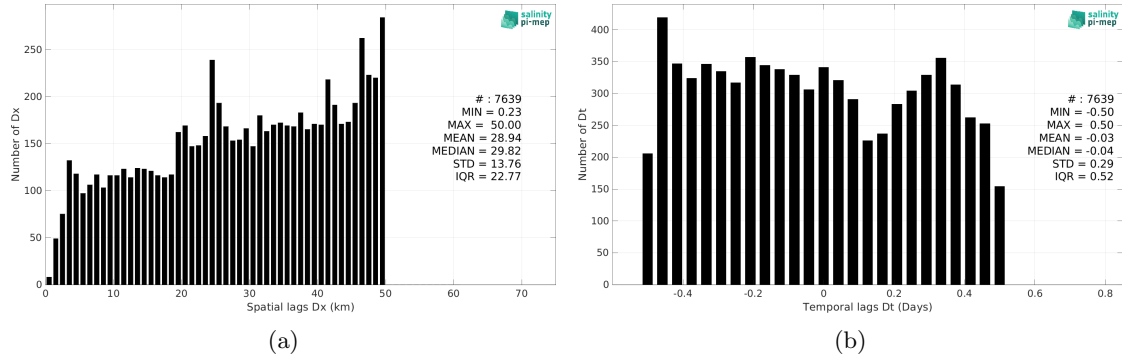 salinity
pi-mep
250
200
150
100
50
0
Number of Dx
# : 7639
MIN = 0.23
MAX = 50.00
MEAN = 28.94
MEDIAN = 29.82
STD = 13.76
IQR = 22.77
0 10 20 30 40 50 60 70
Spatial lags Dx (km)
(a)
salinity
pi-mep
400
350
300
250
200
150
100
50
0
Number of Dt
# : 7639
MIN = -0.50
MAX = 0.50
MEAN = -0.03
MEDIAN = -0.04
STD = 0.29
IQR = 0.52
-0.4 -0.2 0 0.2 0.4 0.6 0.8
Temporal lags Dt (Days)
(b)